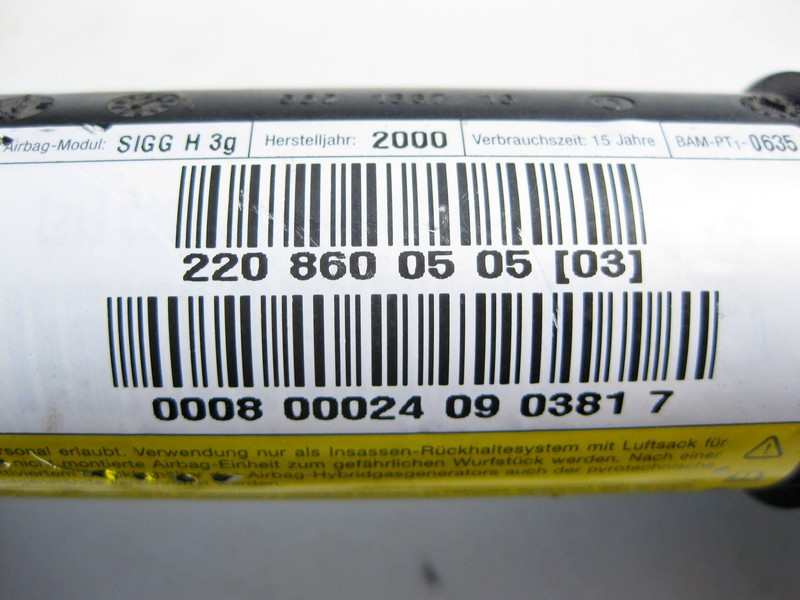 Airbag-Modul: SIGG H 3g Herstelljahr: 2000 Verbrauchszeit: 15 Jahre BAM-PT1-0635
220 860 05 05 [03]
0008 00024 09 0381 7
ersonal erlaubt. Verwendung nur als Insassen-Rückhaltesystem mit Luftsack für
nicht montierte Airbag-Einheit zum gefährlichen Wurfstück werden. Nach einer
Airbag-Hybridgasgenerators auch der pyrotechnische
werden